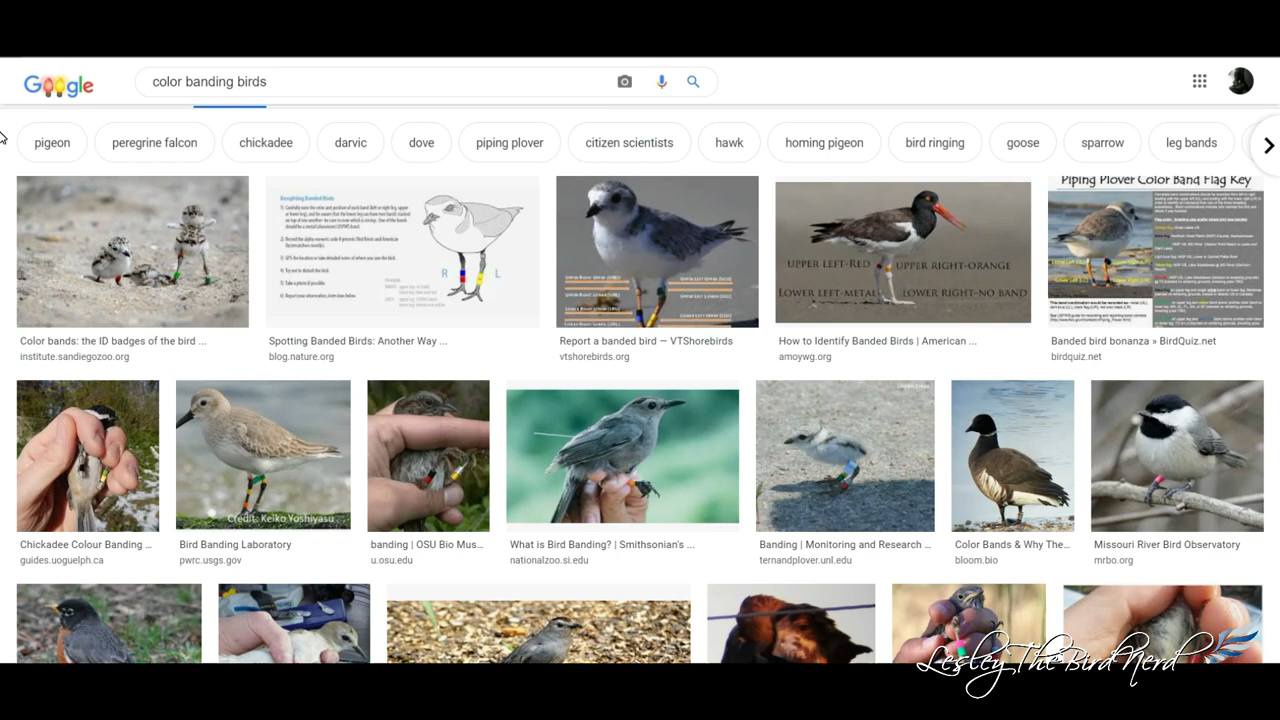 Google
color banding birds
pigeon
peregrine falcon
chickadee
darvic
dove
piping plover
citizen scientists
hawk
homing pigeon
bird ringing
goose
sparrow
leg bands
Recognizing Banded Birds
R L
UPPER LEFT-RED UPPER RIGHT-ORANGE
LOWER LEFT-METAL LOWER RIGHT-NO BAND
Piping Plover Color Band Flag Key
Color bands: the ID badges of the bird ...
institute.sandiegozoo.org
Spotting Banded Birds: Another Way ...
blog.nature.org
Report a banded bird — VTShorebirds
vtshorebirds.org
How to Identify Banded Birds | American ...
amoywg.org
Banded bird bonanza » BirdQuiz.net
birdquiz.net
Credit: Keiko Yoshiyasu
Chickadee Colour Banding ...
guides.uoguelph.ca
Bird Banding Laboratory
pwrc.usgs.gov
banding | OSU Bio Mus...
u.osu.edu
What is Bird Banding? | Smithsonian's ...
nationalzoo.si.edu
Banding | Monitoring and Research ...
ternandplover.unl.edu
Color Bands & Why The...
bloom.bio
Missouri River Bird Observatory
mrbo.org
Lesley The Bird Nerd